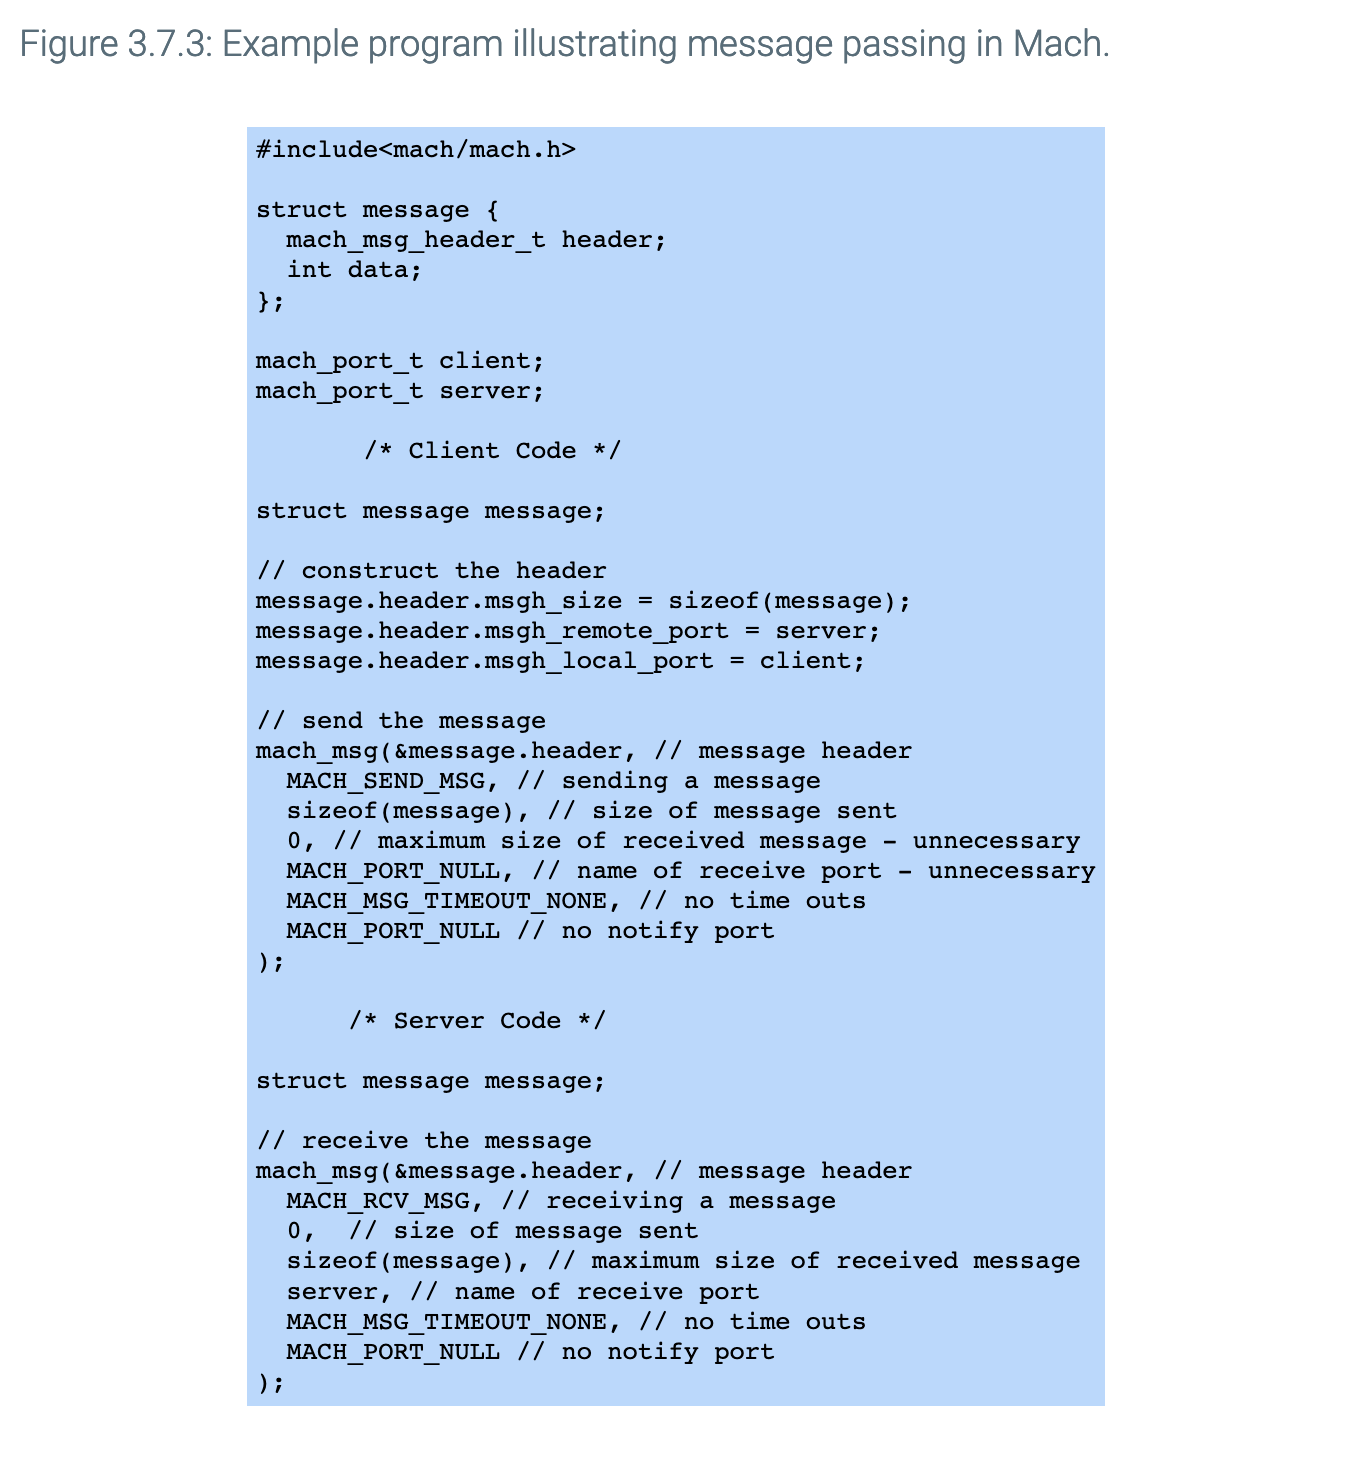 Figure 3.7.3: Example program illustrating message passing in Mach.
#include<mach/mach.h>
struct message {
mach_msg_header_t header;
int data;
};
mach_port_t client;
mach_port_t server;
/* Client Code */
struct message message;
// construct the header
message.header.msgh_size = sizeof(message);
message.header.msgh_remote_port = server;
message.header.msgh_local_port = client;
// send the message
mach_msg(&message.header, // message header
MACH_SEND_MSG, // sending a message
sizeof(message), // size of message sent
0, // maximum size of received message - unnecessary
MACH_PORT_NULL, // name of receive port - unnecessary
MACH_MSG_TIMEOUT_NONE, // no time outs
MACH_PORT_NULL // no notify port
);
/* Server Code */
struct message message;
// receive the message
mach_msg(&message.header, // message header
MACH_RCV_MSG, // receiving a message
0, // size of message sent
sizeof(message), // maximum size of received message
server, // name of receive port
MACH_MSG_TIMEOUT_NONE, // no time outs
MACH_PORT_NULL // no notify port
);